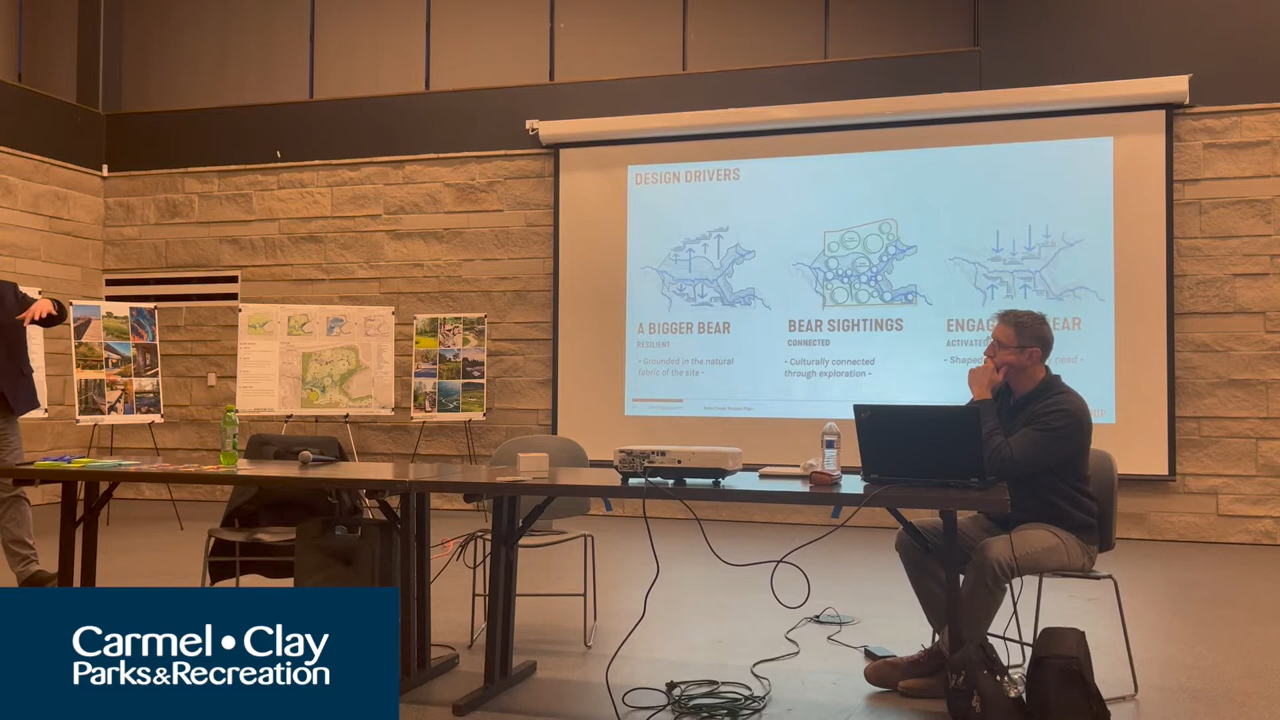 DESIGN DRIVERS
A BIGGER BEAR
RESILIENT
- Grounded in the natural
fabric of the site -
BEAR SIGHTINGS
CONNECTED
- Culturally connected
through exploration -
ENGAG EAR
ACTIVATED
- Shaped need -
Carmel • Clay
Parks&Recreation